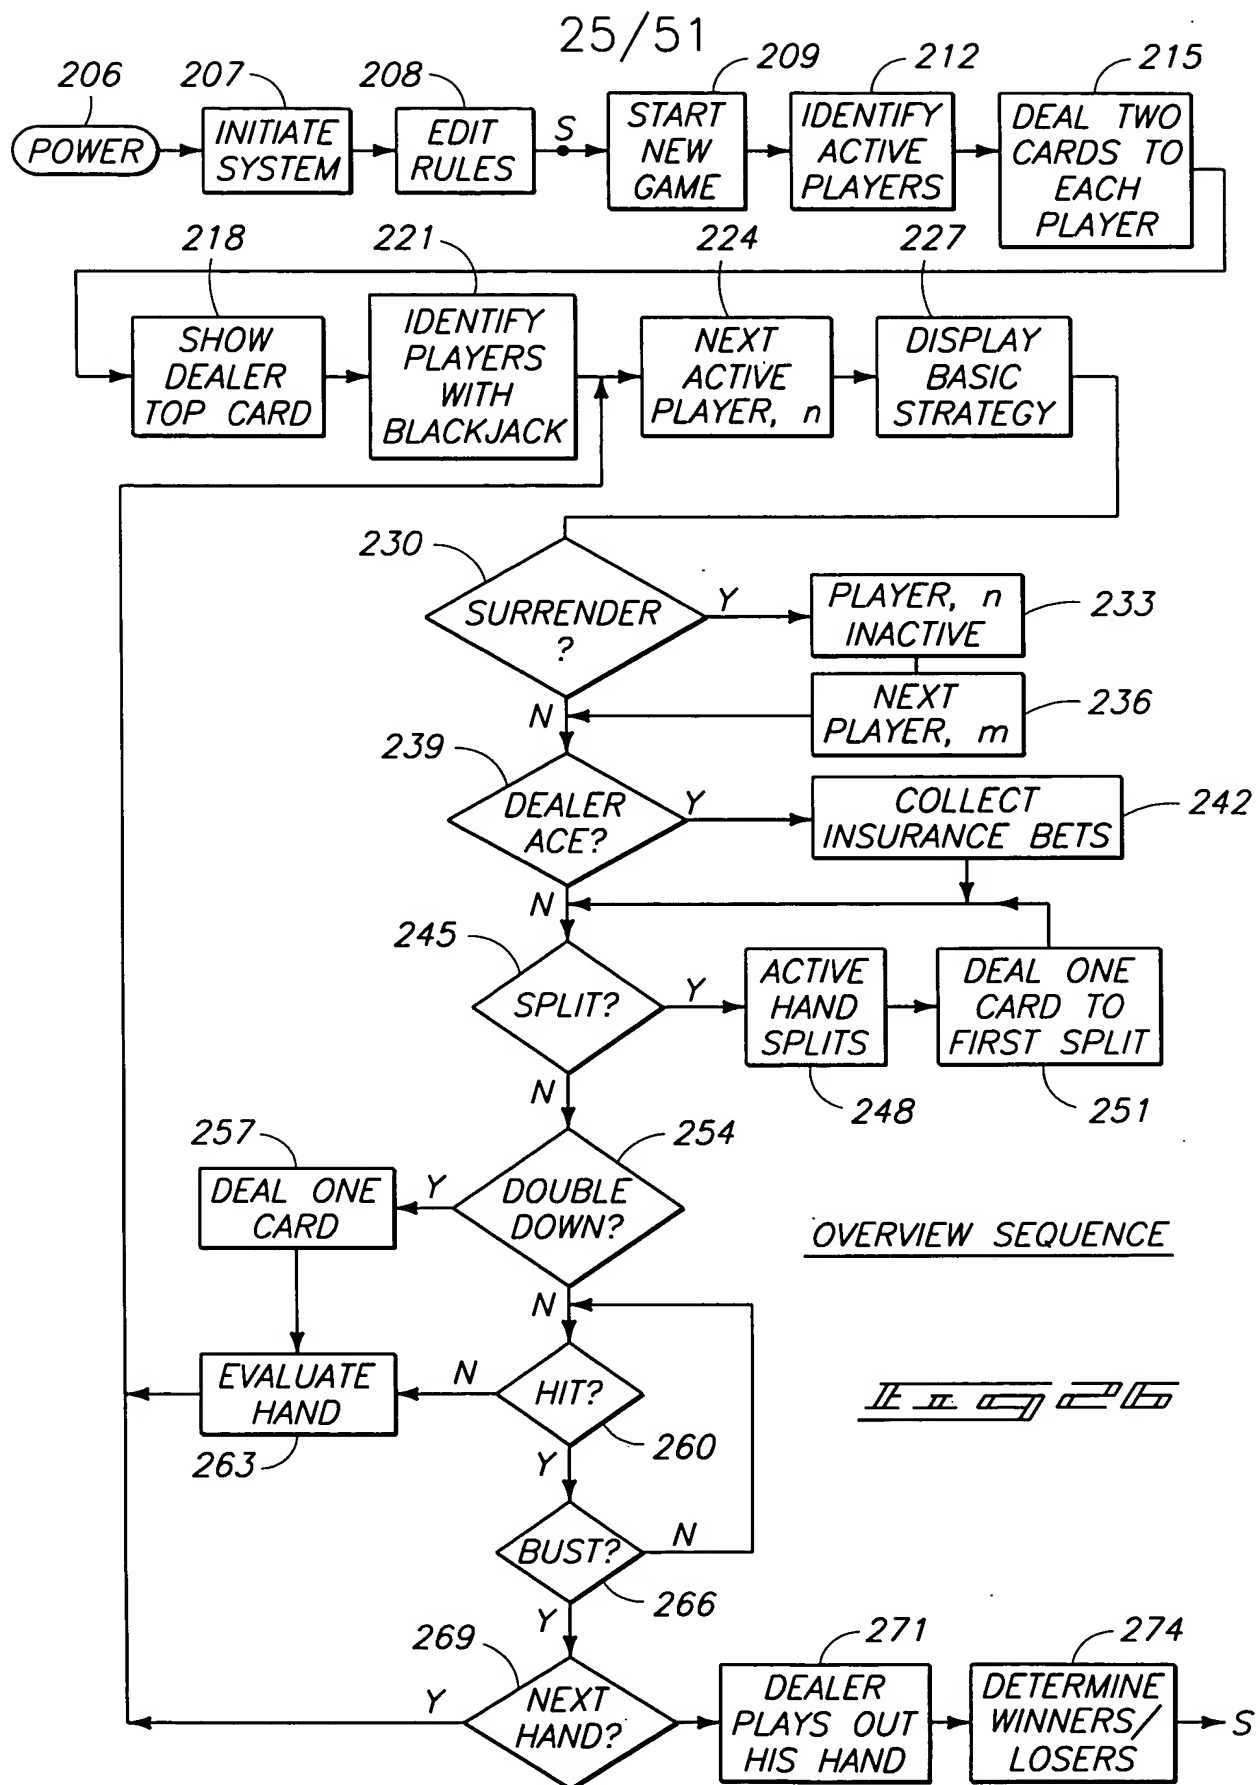 25/51
206
207
208
209
212
215
POWER
INITIATE
SYSTEM
EDIT
RULES
S
START
NEW
GAME
IDENTIFY
ACTIVE
PLAYERS
DEAL TWO
CARDS TO
EACH
PLAYER
218
221
224
227
SHOW
DEALER
TOP CARD
IDENTIFY
PLAYERS
WITH
BLACKJACK
NEXT
ACTIVE
PLAYER, n
DISPLAY
BASIC
STRATEGY
230
SURRENDER
?
Y
PLAYER, n
INACTIVE
233
N
NEXT
PLAYER, m
236
239
DEALER
ACE?
Y
COLLECT
INSURANCE BETS
242
N
245
SPLIT?
Y
ACTIVE
HAND
SPLITS
DEAL ONE
CARD TO
FIRST SPLIT
N
248
251
257
254
DEAL ONE
CARD
Y
DOUBLE
DOWN?
OVERVIEW SEQUENCE
N
EVALUATE
HAND
N
HIT?
Fig 26
263
260
Y
BUST?
N
266
Y
269
271
274
Y
NEXT
HAND?
DEALER
PLAYS OUT
HIS HAND
DETERMINE
WINNERS/
LOSERS
S